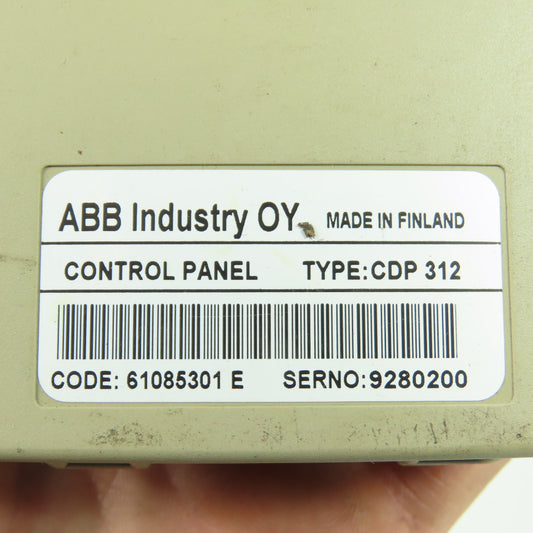 ABB Industry OY MADE IN FINLAND
CONTROL PANEL TYPE:CDP 312
CODE: 61085301 E SERNO:9280200